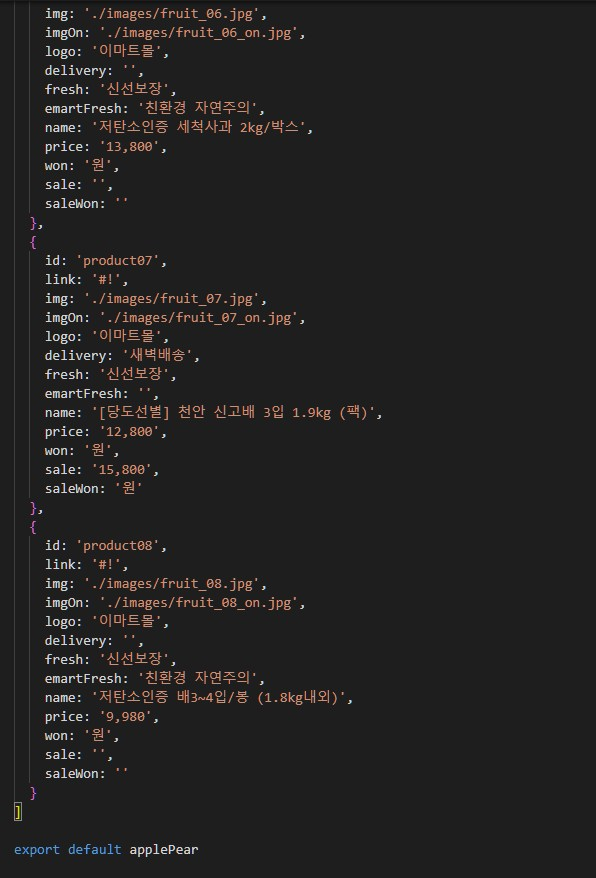 img: './images/fruit_06.jpg',
imgOn: './images/fruit_06_on.jpg',
logo: '이마트몰',
delivery: '',
fresh: '신선보장',
emartFresh: '친환경 자연주의',
name: '저탄소인증 세척사과 2kg/박스',
price: '13,800',
won: '원',
sale: '',
saleWon: ''
},
{
id: 'product07',
link: '#!',
img: './images/fruit_07.jpg',
imgOn: './images/fruit_07_on.jpg',
logo: '이마트몰',
delivery: '새벽배송',
fresh: '신선보장',
emartFresh: '',
name: '[당도선별] 천안 신고배 3입 1.9kg (팩)',
price: '12,800',
won: '원',
sale: '15,800',
saleWon: '원'
},
{
id: 'product08',
link: '#!',
img: './images/fruit_08.jpg',
imgOn: './images/fruit_08_on.jpg',
logo: '이마트몰',
delivery: '',
fresh: '신선보장',
emartFresh: '친환경 자연주의',
name: '저탄소인증 배3~4입/봉 (1.8kg내외)',
price: '9,980',
won: '원',
sale: '',
saleWon: ''
}
]
export default applePear